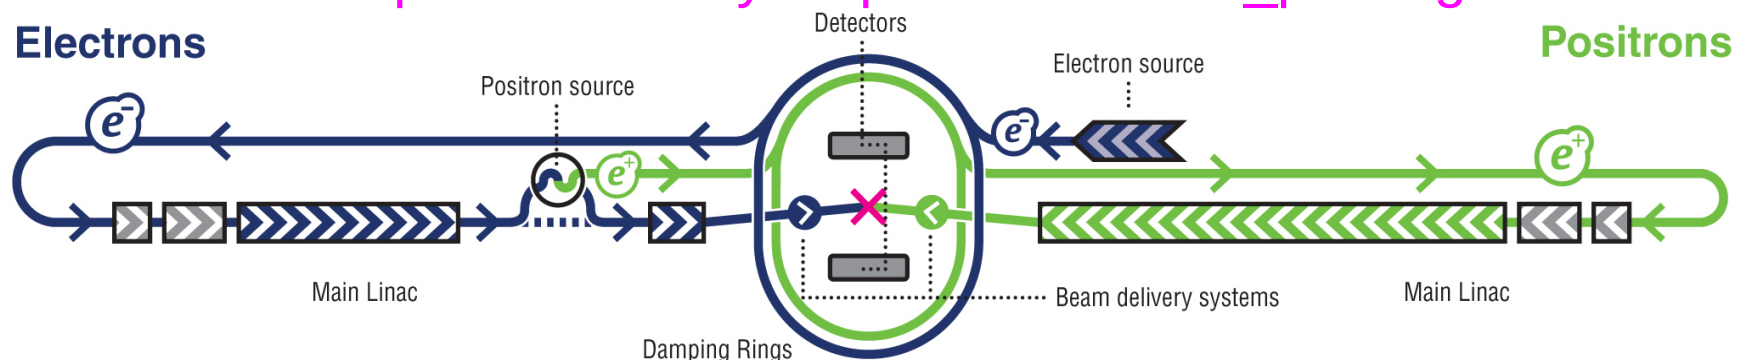 Detectors
Electrons
Positrons
Electron source
Positron source
e⁻
e⁻
e⁺
e⁺
Main Linac
Beam delivery systems
Main Linac
Damping Rings